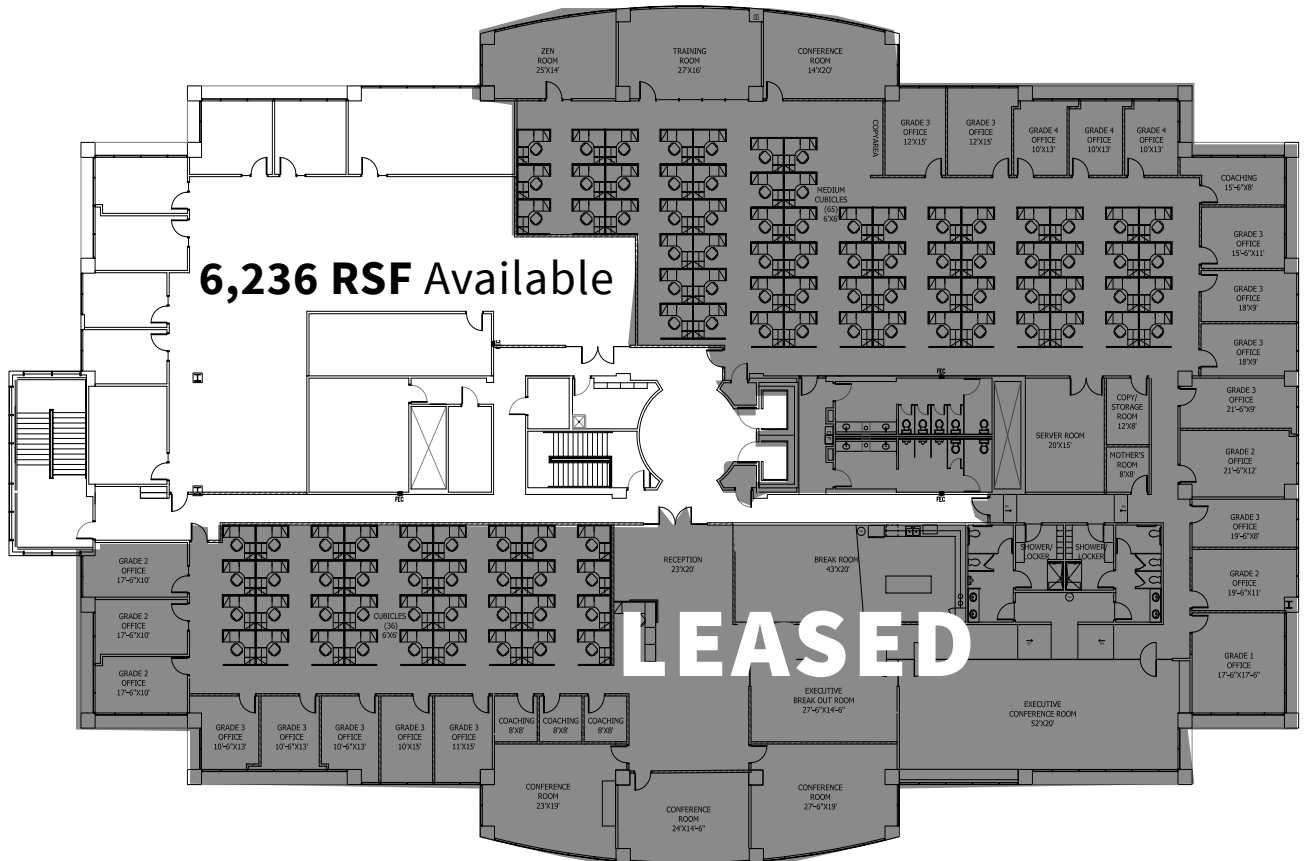 ZEN
ROOM
25'X14'
TRAINING
ROOM
27'X16'
CONFERENCE
ROOM
14'X20'
COPYAREA
GRADE 3
OFFICE
12'X15'
GRADE 3
OFFICE
12'X15'
GRADE 4
OFFICE
10'X13'
GRADE 4
OFFICE
10'X13'
GRADE 4
OFFICE
10'X13'
COACHING
15'-6"X8'
MEDIUM
CUBICLES
(65)
6'X6'
GRADE 3
OFFICE
15'-6"X11'
6,236 RSF Available
GRADE 3
OFFICE
18'X9'
GRADE 3
OFFICE
18'X9'
FEC
GRADE 3
OFFICE
21'-6"X9'
COPY/
STORAGE
ROOM
12'X8'
SERVER ROOM
20'X15'
MOTHER'S
ROOM
8'X8'
GRADE 2
OFFICE
21'-6"X12'
FEC
FEC
GRADE 3
OFFICE
19'-6"X8'
GRADE 2
OFFICE
17'-6"X10'
RECEPTION
23'X20'
BREAK ROOM
43'X20'
SHOWER/
LOCKER
SHOWER/
LOCKER
GRADE 2
OFFICE
19'-6"X11'
GRADE 2
OFFICE
17'-6"X10'
CUBICLES
(36)
6'X6'
LEASED
GRADE 2
OFFICE
17'-6"X10'
GRADE 1
OFFICE
17'-6"X17'-6"
EXECUTIVE
BREAK OUT ROOM
27'-6"X14'-6"
EXECUTIVE
CONFERENCE ROOM
52'X20'
GRADE 3
OFFICE
10'-6"X13'
GRADE 3
OFFICE
10'-6"X13'
GRADE 3
OFFICE
10'-6"X13'
GRADE 3
OFFICE
10'X15'
GRADE 3
OFFICE
11'X15'
COACHING
8'X8'
COACHING
8'X8'
COACHING
8'X8'
CONFERENCE
ROOM
23'X19'
CONFERENCE
ROOM
24'X14'-6"
CONFERENCE
ROOM
27'-6"X19'